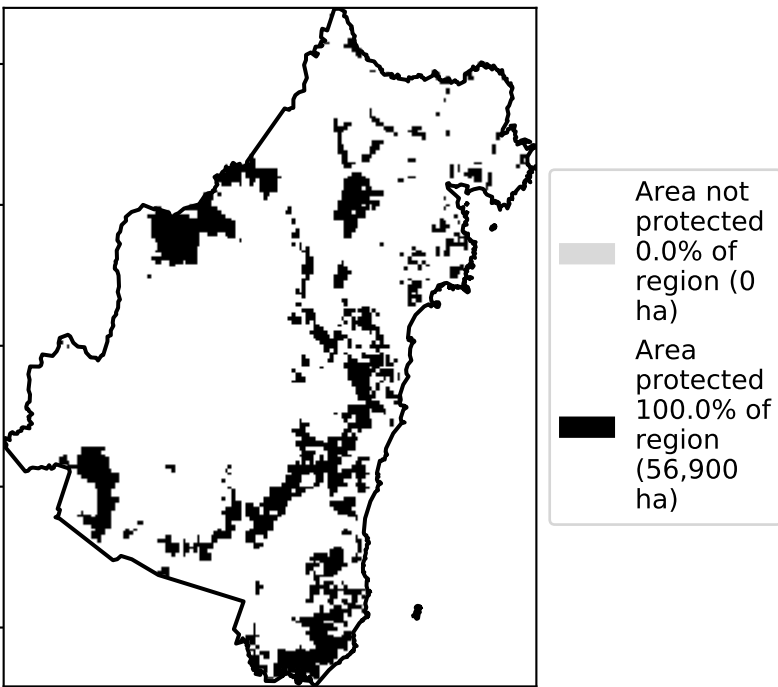 Area not
protected
0.0% of
region (0
ha)
Area
protected
100.0% of
region
(56,900
ha)